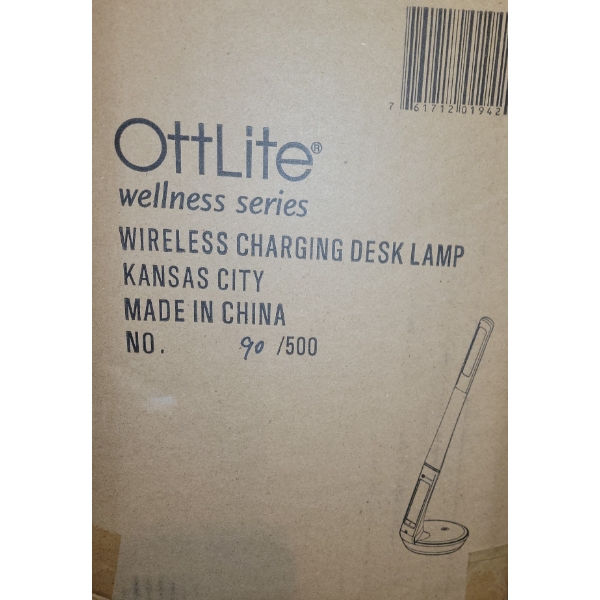 7 61712 01942
OttLite®
wellness series
WIRELESS CHARGING DESK LAMP
KANSAS CITY
MADE IN CHINA
NO. 90 /500